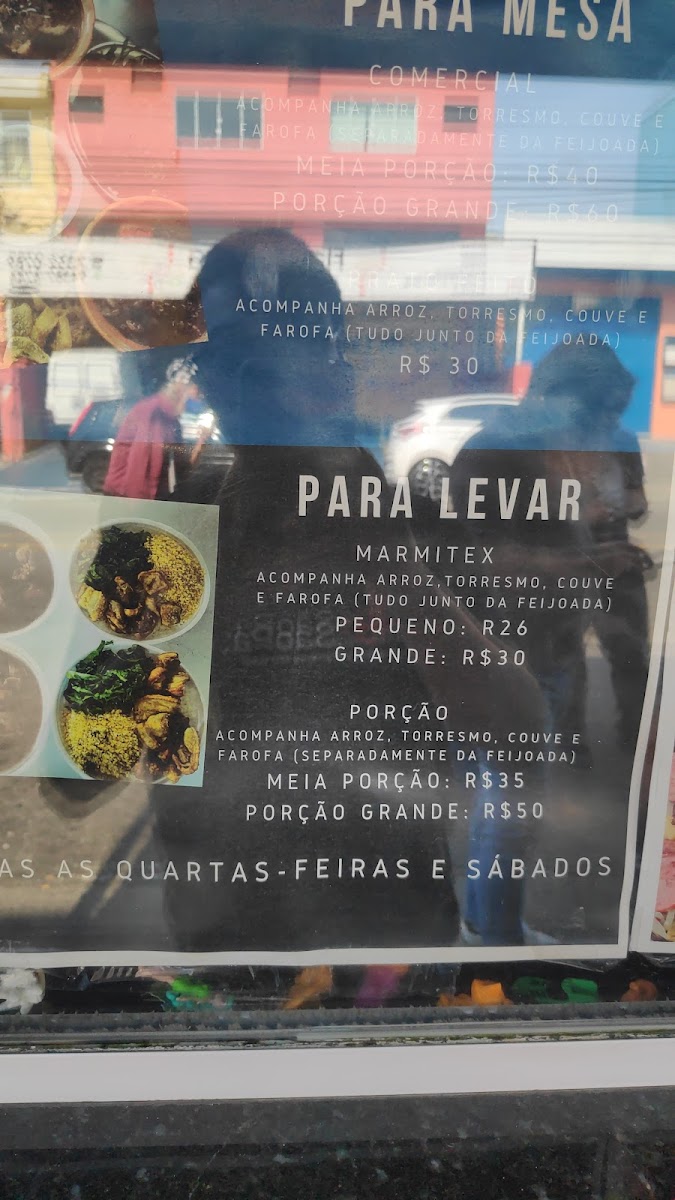 PARA MESA
COMERCIAL
ACOMPANHA ARROZ, TORRESMO, COUVE E
FAROFA (SEPARADAMENTE DA FEIJOADA)
MEIA PORÇÃO: R$40
PORÇÃO GRANDE: R$60
PRATO FEITO
ACOMPANHA ARROZ, TORRESMO, COUVE E
FAROFA (TUDO JUNTO DA FEIJOADA)
R$ 30
PARA LEVAR
MARMITEX
ACOMPANHA ARROZ,TORRESMO, COUVE
E FAROFA (TUDO JUNTO DA FEIJOADA)
PEQUENO: R26
GRANDE: R$30
PORÇÃO
ACOMPANHA ARROZ, TORRESMO, COUVE E
FAROFA (SEPARADAMENTE DA FEIJOADA)
MEIA PORÇÃO: R$35
PORÇÃO GRANDE: R$50
AS AS QUARTAS-FEIRAS E SÁBADOS